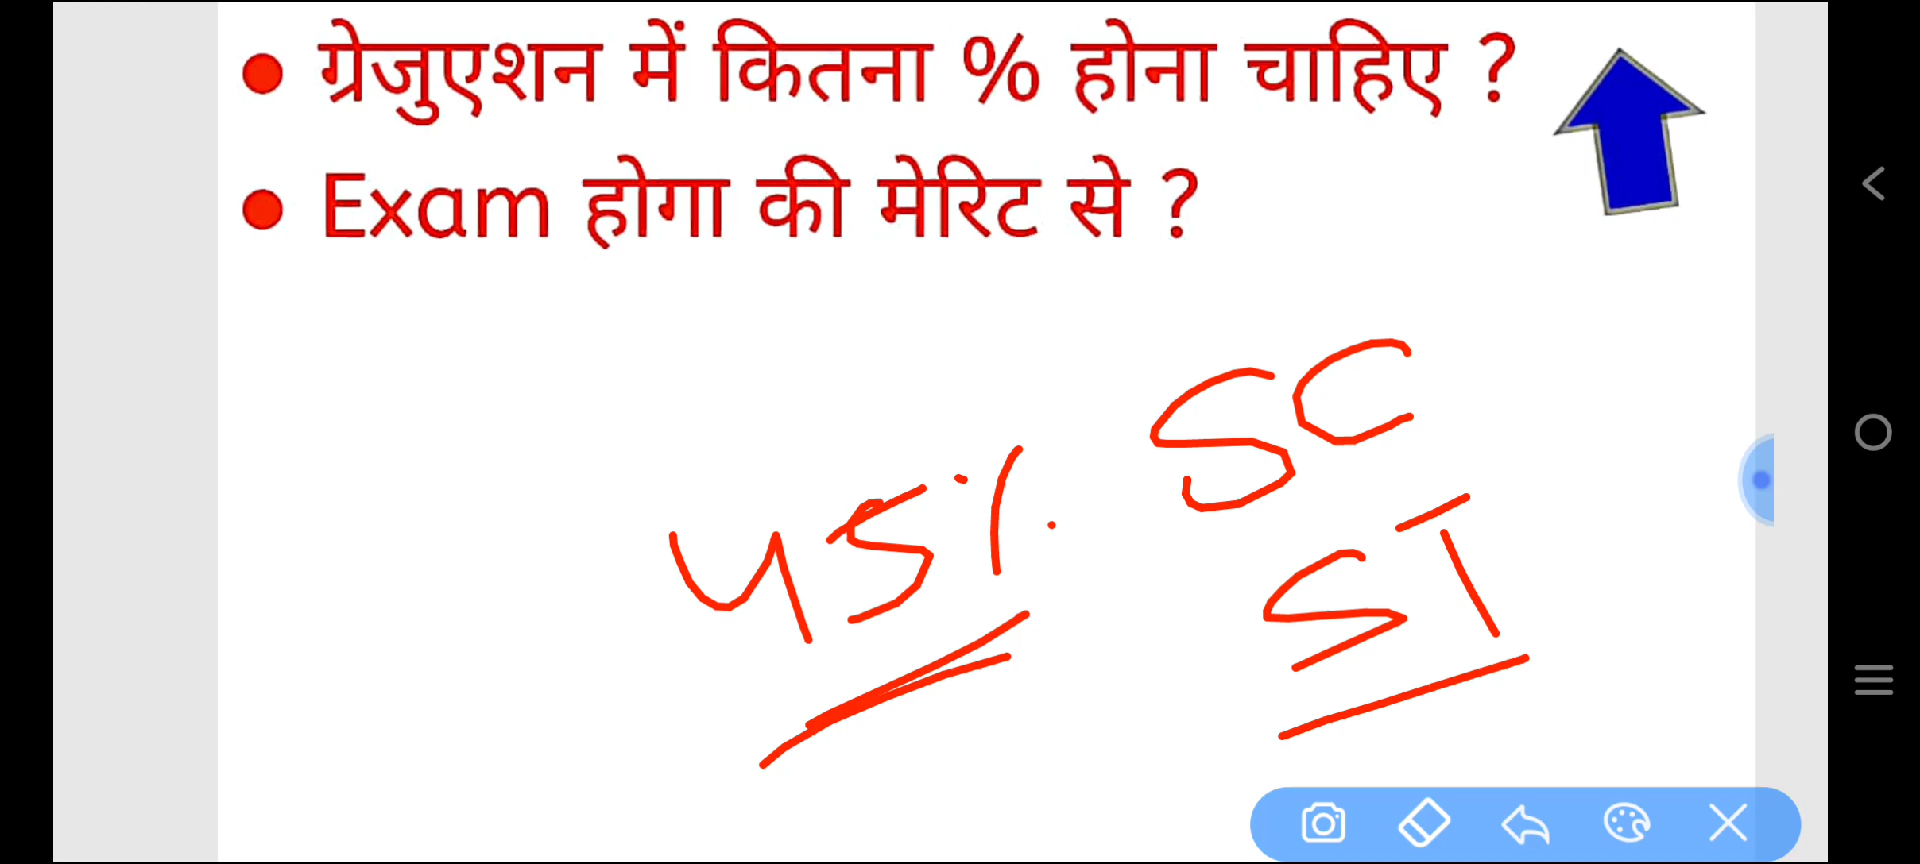 • ग्रेजुएशन में कितना % होना चाहिए ?
• Exam होगा की मेरिट से ?
45% SC
ST